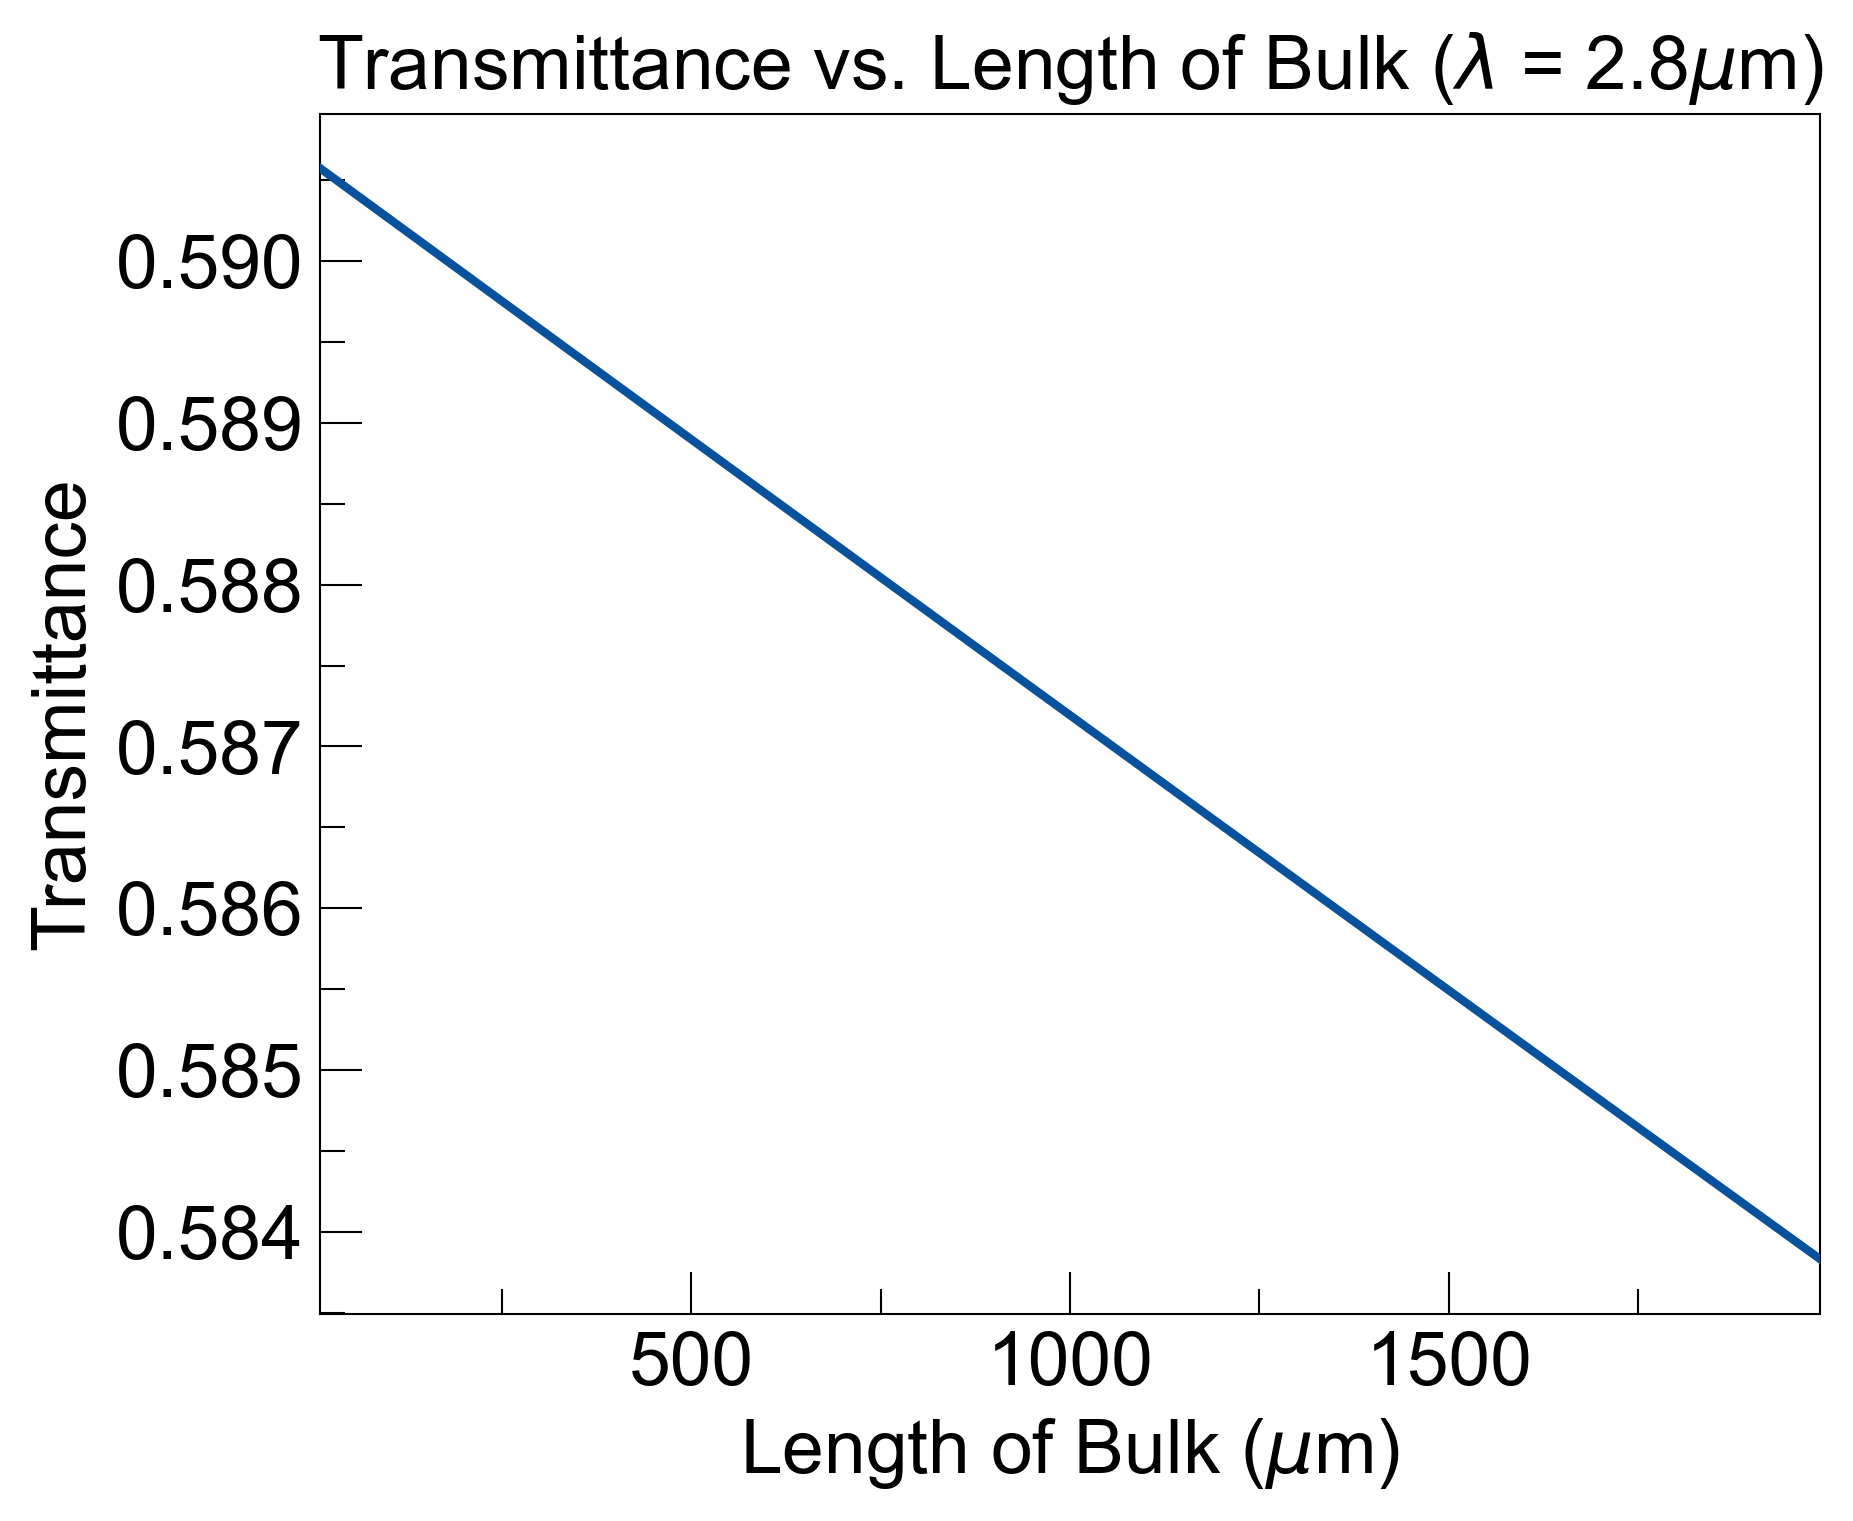 Transmittance vs. Length of Bulk (λ = 2.8μm)
Transmittance
0.590
0.589
0.588
0.587
0.586
0.585
0.584
500 1000 1500
Length of Bulk (μm)